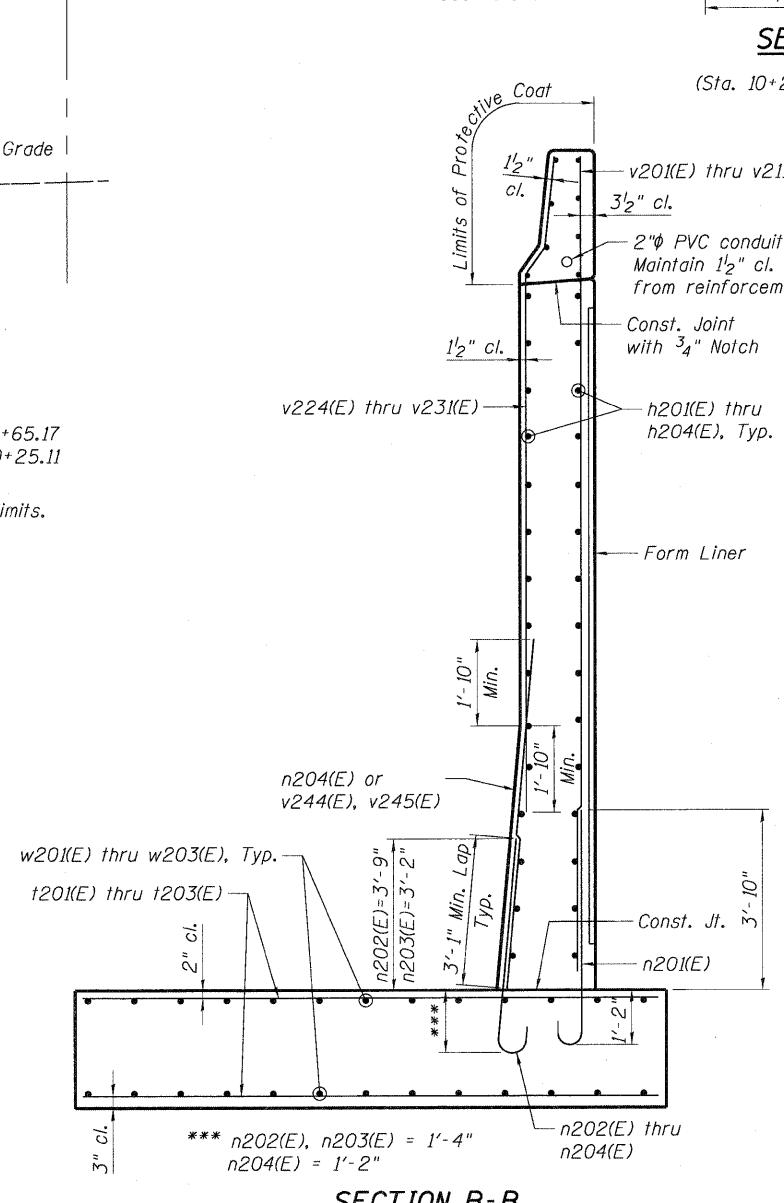 SE
(Sta. 10+2
Grade
Limits of Protective Coat
1½" cl.
v201(E) thru v21
3½" cl.
2"φ PVC conduit
Maintain 1½" cl.
from reinforcem
Const. Joint
with ¾" Notch
1½" cl.
v224(E) thru v231(E)
h201(E) thru
h204(E), Typ.
+65.17
+25.11
imits.
Form Liner
1'-10"
Min.
1'-10"
Min.
n204(E) or
v244(E), v245(E)
w201(E) thru w203(E), Typ.
t201(E) thru t203(E)
2" cl.
n202(E)=3'-9"
n203(E)=3'-2"
3'-1" Min. Lap
Typ.
3'-10"
Const. Jt.
n201(E)
***
1'-2"
3" cl.
*** n202(E), n203(E) = 1'-4"
n204(E) = 1'-2"
n202(E) thru
n204(E)
SECTION B-B